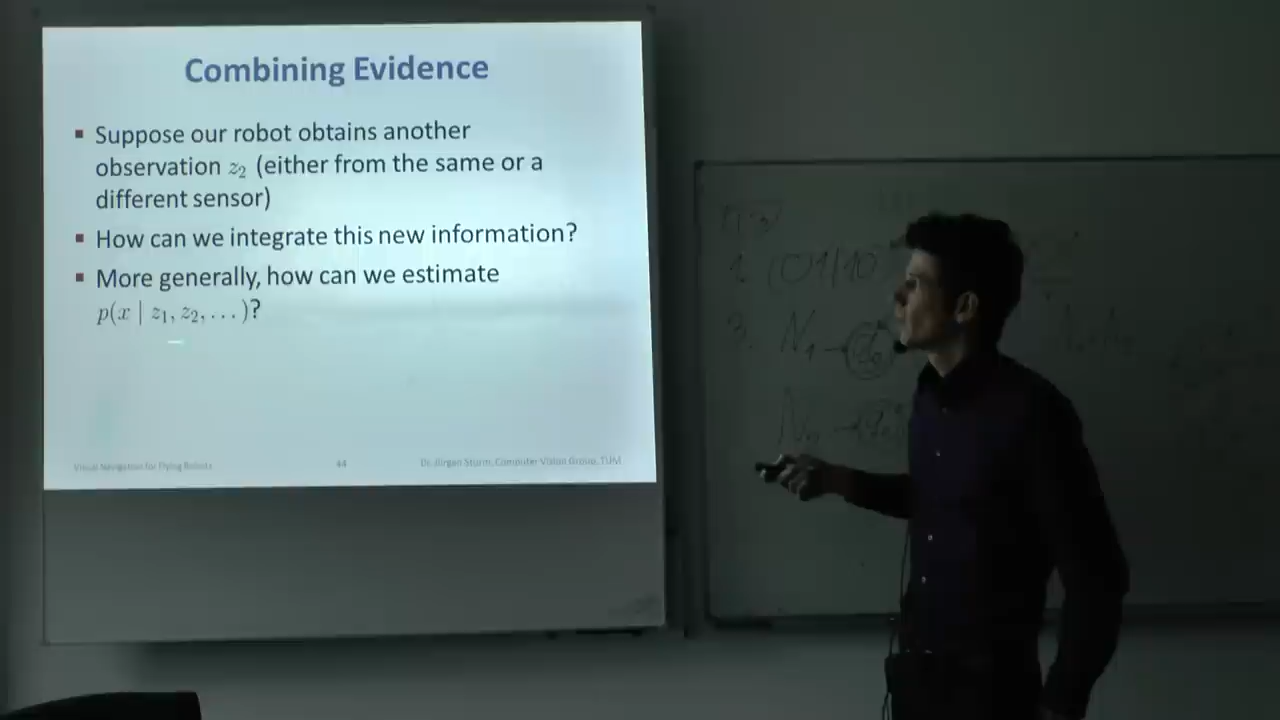 Combining Evidence
▪ Suppose our robot obtains another
observation z₂ (either from the same or a
different sensor)
▪ How can we integrate this new information?
▪ More generally, how can we estimate
p(x | z₁, z₂, . . . )?
Visual Navigation for Flying Robots 44 Dr. Jürgen Sturm, Computer Vision Group, TUM